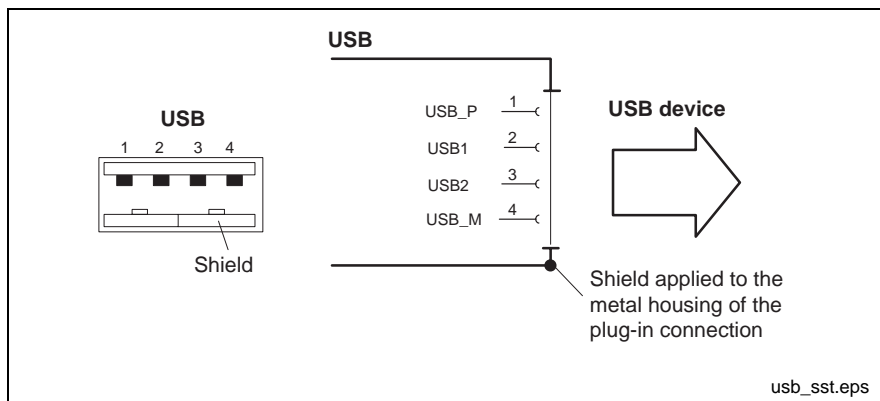 USB
USB
1 2 3 4
Shield
USB_P 1
USB1 2
USB2 3
USB_M 4
USB device
Shield applied to the
metal housing of the
plug-in connection
usb_sst.eps